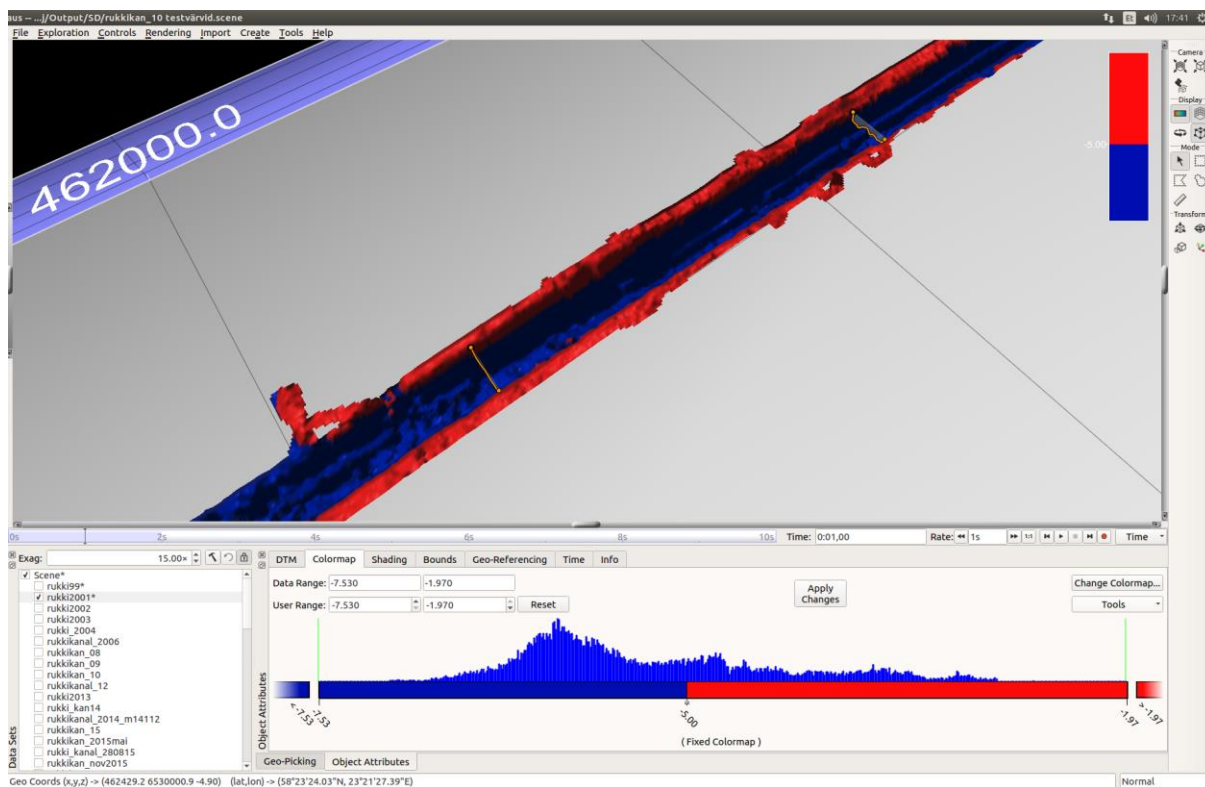 aus -- ...j/Output/SD/rukkikan_10 testvärvid.scene
Et 17:41
File Exploration Controls Rendering Import Create Tools Help
462000.0
-5.00
Camera
Display
Mode
Transform
0s 2s 4s 6s 8s 10s Time: 0:01,00 Rate: 1s 1:1 Time
Exag: 15.00×
DTM Colormap Shading Bounds Geo-Referencing Time Info
Scene*
rukki99*
rukki2001*
rukki2002
rukki2003
rukki_2004
rukkikanal_2006
rukkikan_08
rukkikan_09
rukkikan_10
rukkikanal_12
rukki2013
rukki_kan14
rukkikanal_2014_m14112
rukkikan_15
rukkikan_2015mai
rukki_kanal_280815
rukkikan_nov2015
Data Sets
Object Attributes
Data Range: -7.530 -1.970
Apply Changes
Change Colormap...
User Range: -7.530 -1.970 Reset
Tools
< -7.53 -7.53 -5.00 -1.97 > -1.97
( Fixed Colormap )
Geo-Picking Object Attributes
Geo Coords (x,y,z) -> (462429.2 6530000.9 -4.90) (lat,lon) -> (58°23'24.03"N, 23°21'27.39"E)
Normal